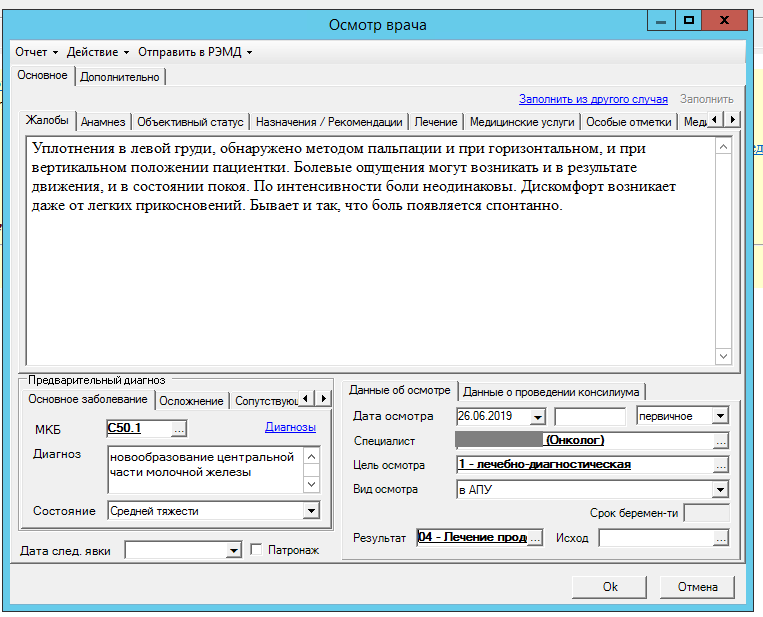 Осмотр врача
Отчет Действие Отправить в РЭМД
Основное Дополнительно
Заполнить из другого случая Заполнить
Жалобы Анамнез Объективный статус Назначения / Рекомендации Лечение Медицинские услуги Особые отметки Меди
Уплотнения в левой груди, обнаружено методом пальпации и при горизонтальном, и при
вертикальном положении пациентки. Болевые ощущения могут возникать и в результате
движения, и в состоянии покоя. По интенсивности боли неодинаковы. Дискомфорт возникает
даже от легких прикосновений. Бывает и так, что боль появляется спонтанно.
Предварительный диагноз
Основное заболевание Осложнение Сопутствующ
МКБ C50.1 ... Диагнозы
Диагноз новообразование центральной
части молочной железы
Состояние Средней тяжести
Дата след. явки Патронаж
Данные об осмотре Данные о проведении консилиума
Дата осмотра 26.06.2019 первичное
Специалист (Онколог) ...
Цель осмотра 1 - лечебно-диагностическая ...
Вид осмотра в АПУ
Срок беремен-ти
Результат 04 - Лечение прод ... Исход ...
Ok Отмена